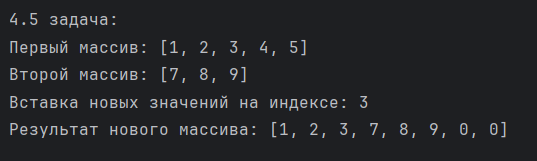 4.5 задача:
Первый массив: [1, 2, 3, 4, 5]
Второй массив: [7, 8, 9]
Вставка новых значений на индексе: 3
Результат нового массива: [1, 2, 3, 7, 8, 9, 0, 0]